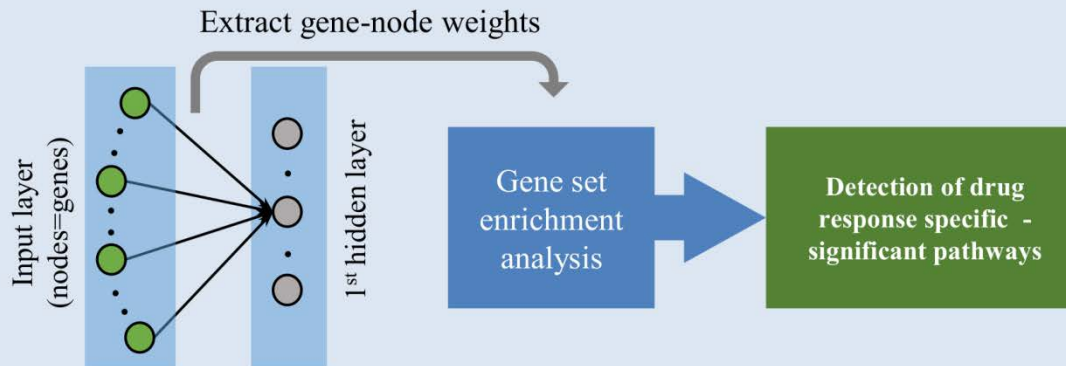 Extract gene-node weights
Input layer
(nodes=genes)
1st hidden layer
Gene set
enrichment
analysis
Detection of drug
response specific -
significant pathways